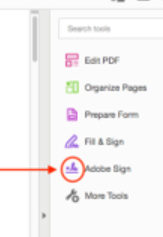 Search tools
Edit PDF
Organize Pages
Prepare Form
Fill & Sign
Adobe Sign
More Tools